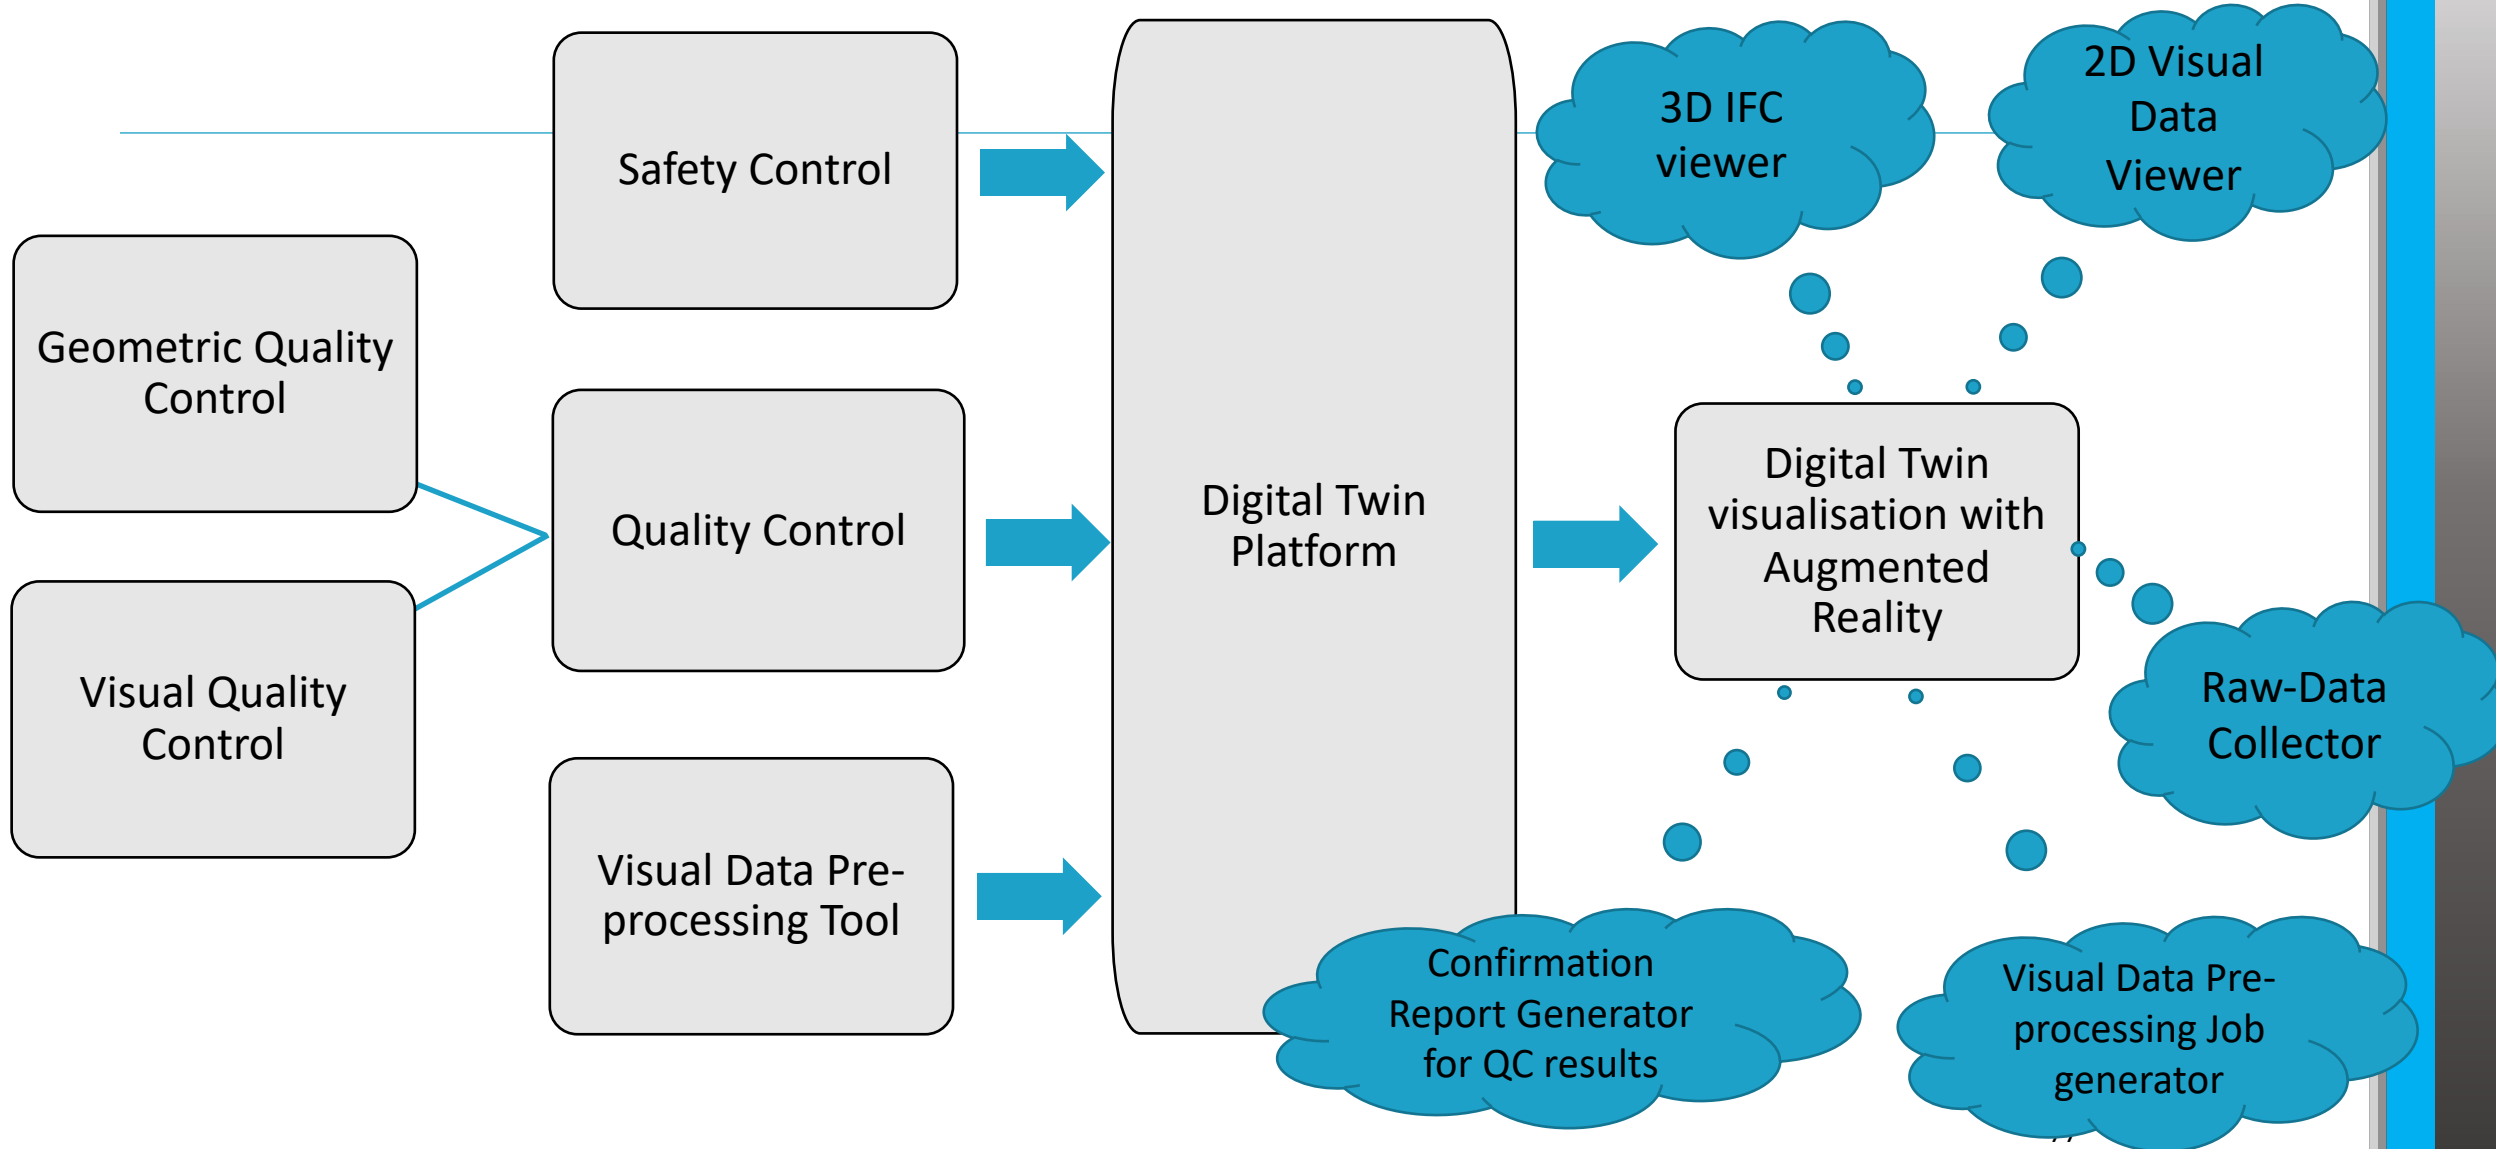 Safety Control
Geometric Quality
Control
Quality Control
Visual Quality
Control
Visual Data Pre-
processing Tool
Digital Twin
Platform
3D IFC
viewer
2D Visual
Data
Viewer
Digital Twin
visualisation with
Augmented
Reality
Raw-Data
Collector
Confirmation
Report Generator
for QC results
Visual Data Pre-
processing Job
generator